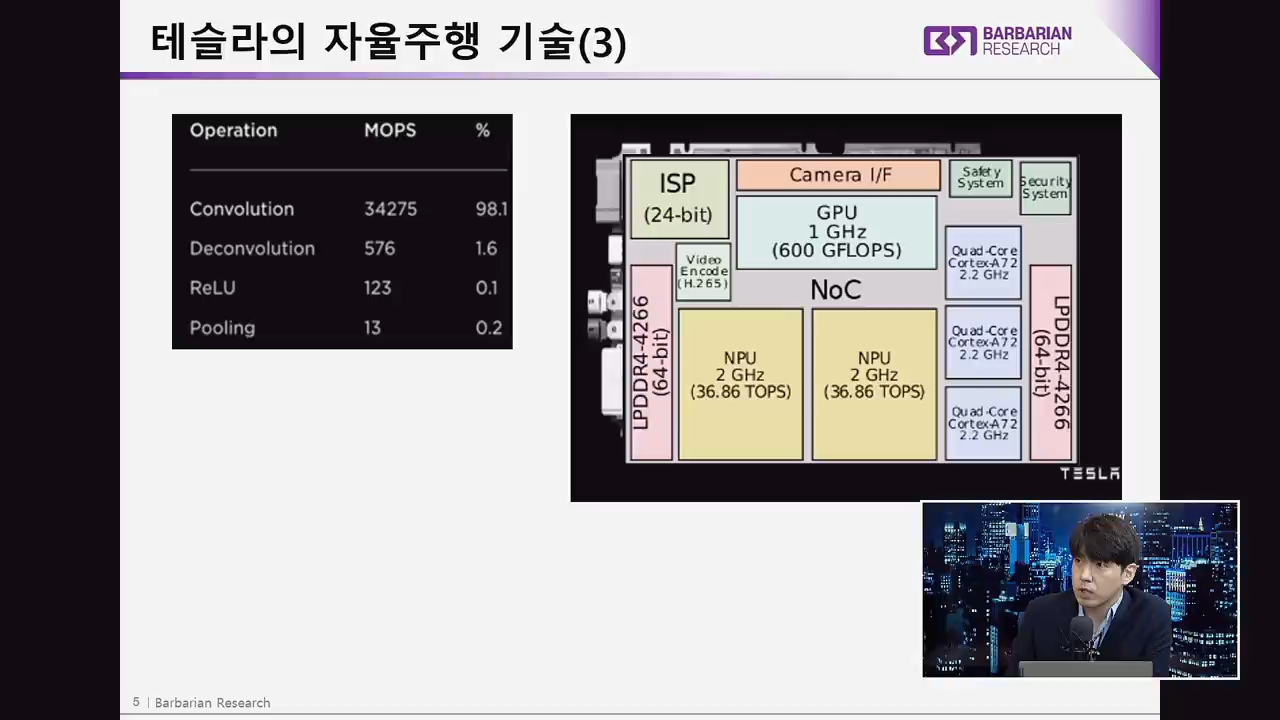 테슬라의 자율주행 기술(3)
BARBARIAN
RESEARCH
Operation MOPS %
Convolution 34275 98.1
Deconvolution 576 1.6
ReLU 123 0.1
Pooling 13 0.2
ISP
(24-bit)
Camera I/F
Safety
System
Security
System
GPU
1 GHz
(600 GFLOPS)
Video
Encode
(H.265)
NoC
Quad-Core
Cortex-A72
2.2 GHz
LPDDR4-4266
(64-bit)
NPU
2 GHz
(36.86 TOPS)
NPU
2 GHz
(36.86 TOPS)
Quad-Core
Cortex-A72
2.2 GHz
Quad-Core
Cortex-A72
2.2 GHz
LPDDR4-4266
(64-bit)
TESLA
5 | Barbarian Research